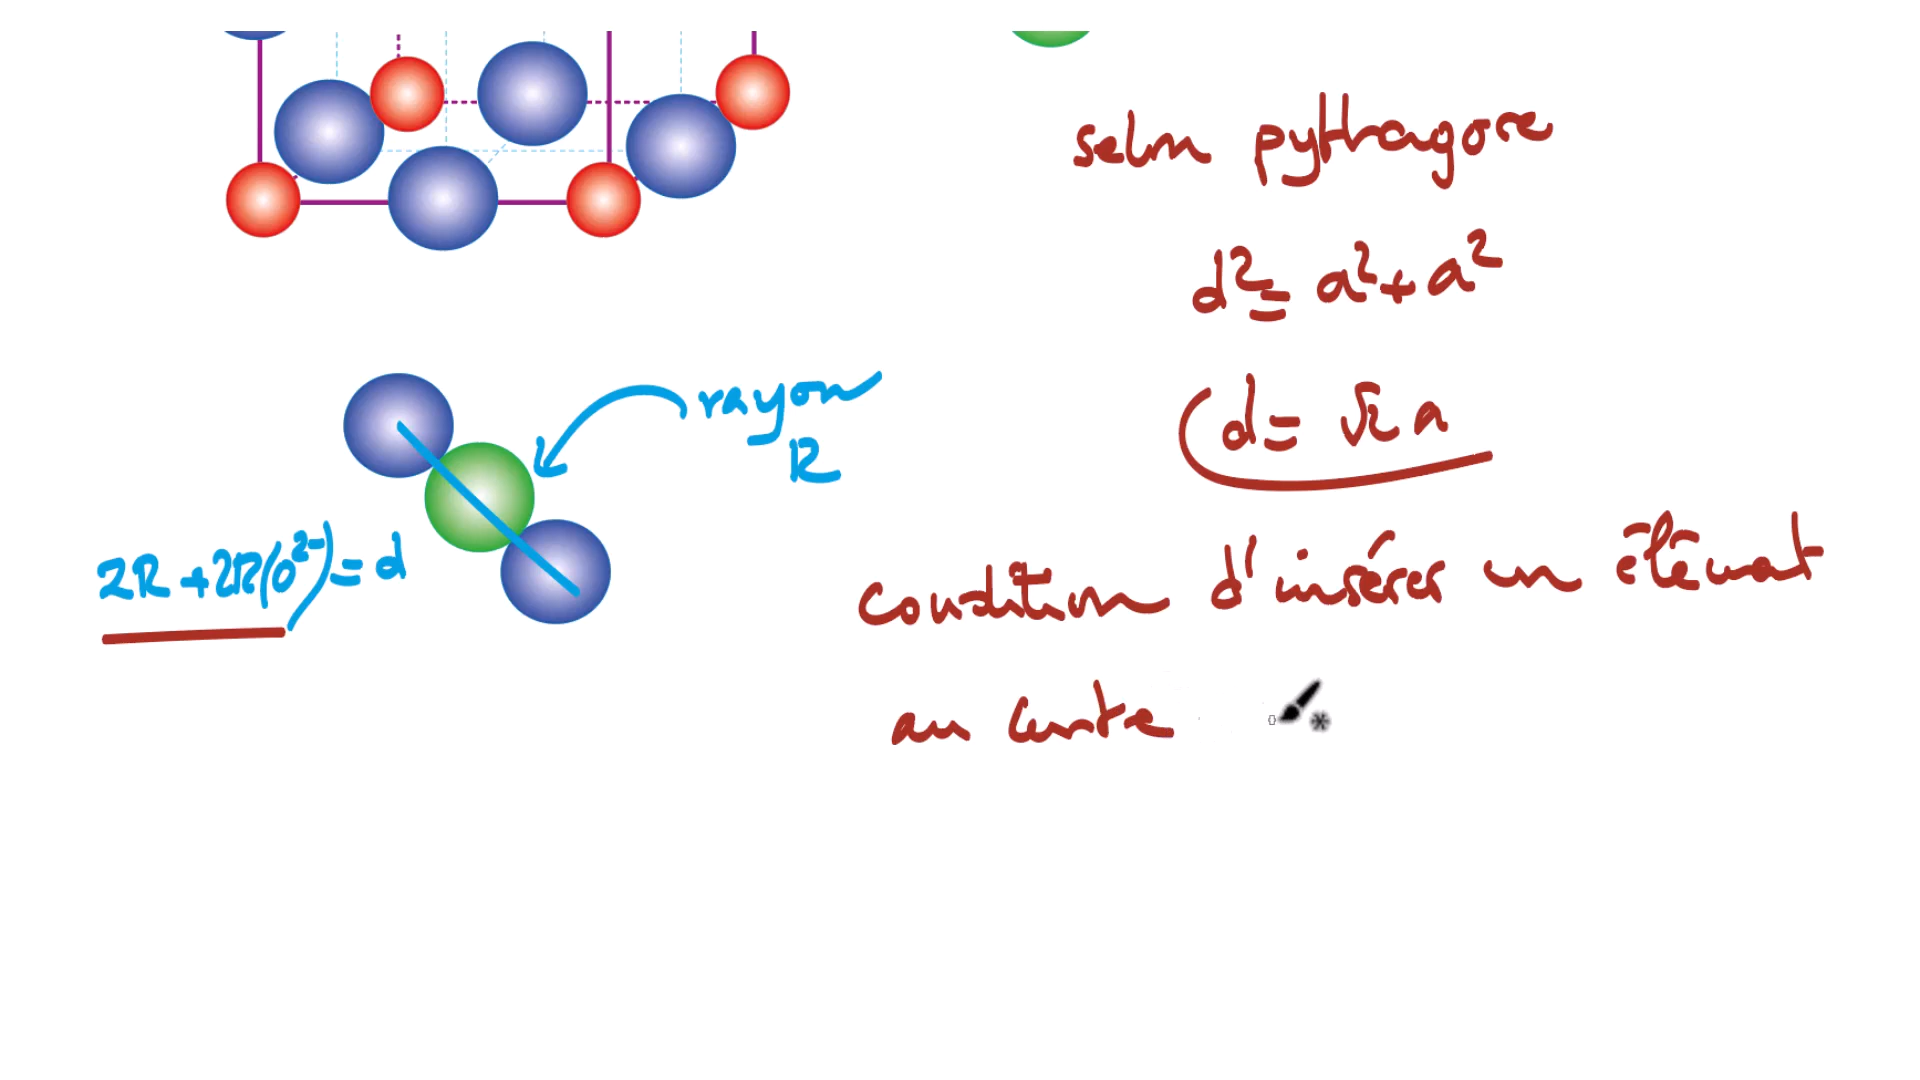 selon pythagore
d²= a²+a²
rayon
R
d= √2 a
2R+2R(O²⁻)=d
condition d'insérer un élément
au centre